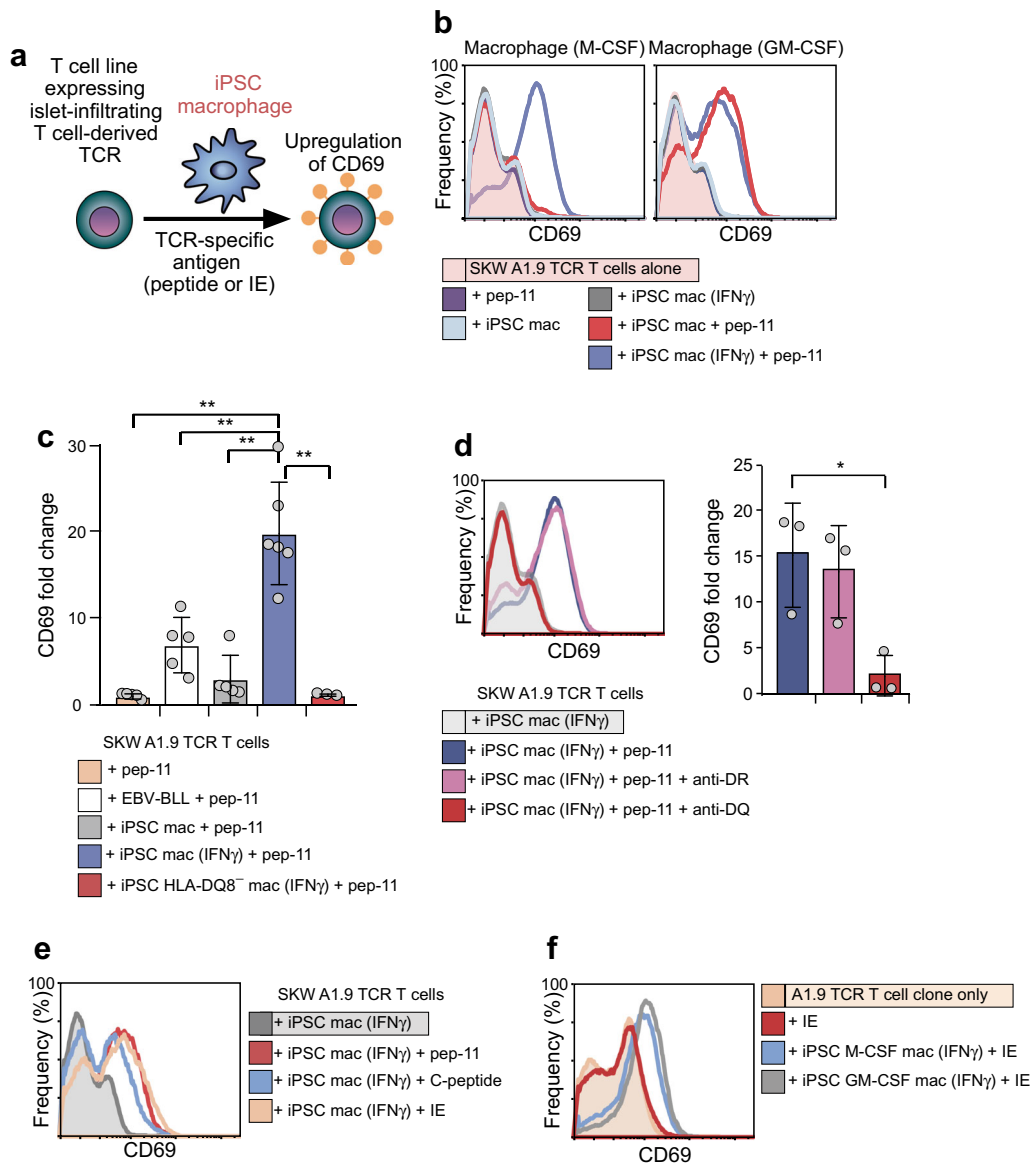 a
T cell line
expressing
islet-infiltrating
T cell-derived
TCR
iPSC
macrophage
Upregulation
of CD69
TCR-specific
antigen
(peptide or IE)
b
Macrophage (M-CSF)
Macrophage (GM-CSF)
100
Frequency (%)
CD69
CD69
SKW A1.9 TCR T cells alone
+ pep-11
+ iPSC mac (IFNγ)
+ iPSC mac
+ iPSC mac + pep-11
+ iPSC mac (IFNγ) + pep-11
c
**
**
**
**
30
20
10
0
CD69 fold change
SKW A1.9 TCR T cells
+ pep-11
+ EBV-BLL + pep-11
+ iPSC mac + pep-11
+ iPSC mac (IFNγ) + pep-11
+ iPSC HLA-DQ8⁻ mac (IFNγ) + pep-11
d
100
Frequency (%)
CD69
25
20
15
10
5
0
CD69 fold change
*
SKW A1.9 TCR T cells
+ iPSC mac (IFNγ)
+ iPSC mac (IFNγ) + pep-11
+ iPSC mac (IFNγ) + pep-11 + anti-DR
+ iPSC mac (IFNγ) + pep-11 + anti-DQ
e
100
Frequency (%)
CD69
SKW A1.9 TCR T cells
+ iPSC mac (IFNγ)
+ iPSC mac (IFNγ) + pep-11
+ iPSC mac (IFNγ) + C-peptide
+ iPSC mac (IFNγ) + IE
f
100
Frequency (%)
CD69
A1.9 TCR T cell clone only
+ IE
+ iPSC M-CSF mac (IFNγ) + IE
+ iPSC GM-CSF mac (IFNγ) + IE